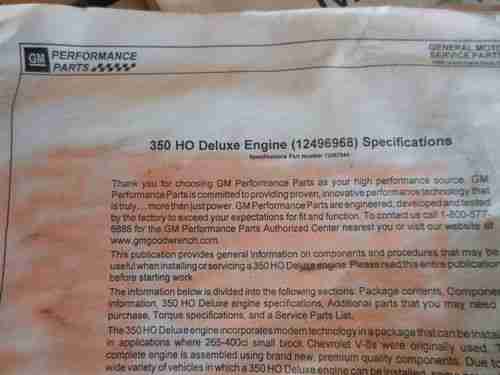 GM PERFORMANCE
PARTS
GENERAL MOT
SERVICE PARTS
350 HO Deluxe Engine (12496968) Specifications
Specifications Part Number
Thank you for choosing GM Performance Parts as your high performance source. GM
Performance Parts is committed to providing proven, innovative performance technology that
is truly.... more then just power. GM Performance Parts are engineered, developed and tested
by the factory to exceed your expectations for fit and function. To contact us call 1-800-577-
6888 for the GM Performance Parts Authorized Center nearest you or visit our website at
www.gmgoodwrench.com.
This publication provides general information on components and procedures that may be
useful when installing or servicing a 350 HO Deluxe engine. Please read this entire publication
before starting work.
The information below is divided into the following sections: Package contents, Componen
information, 350 HO Deluxe engine specifications, Additional parts that you may need
purchase, Torque specifications, and a Service Parts List.
The 350 HO Deluxe engine incorporates modern technology in a package that can be instal
in applications where 265-400ci small block Chevrolet V-8s were originally used. T
complete engine is assembled using brand new, premium quality components. Due to
wide variety of vehicles in which a 350 HO Deluxe engine can be installed, some